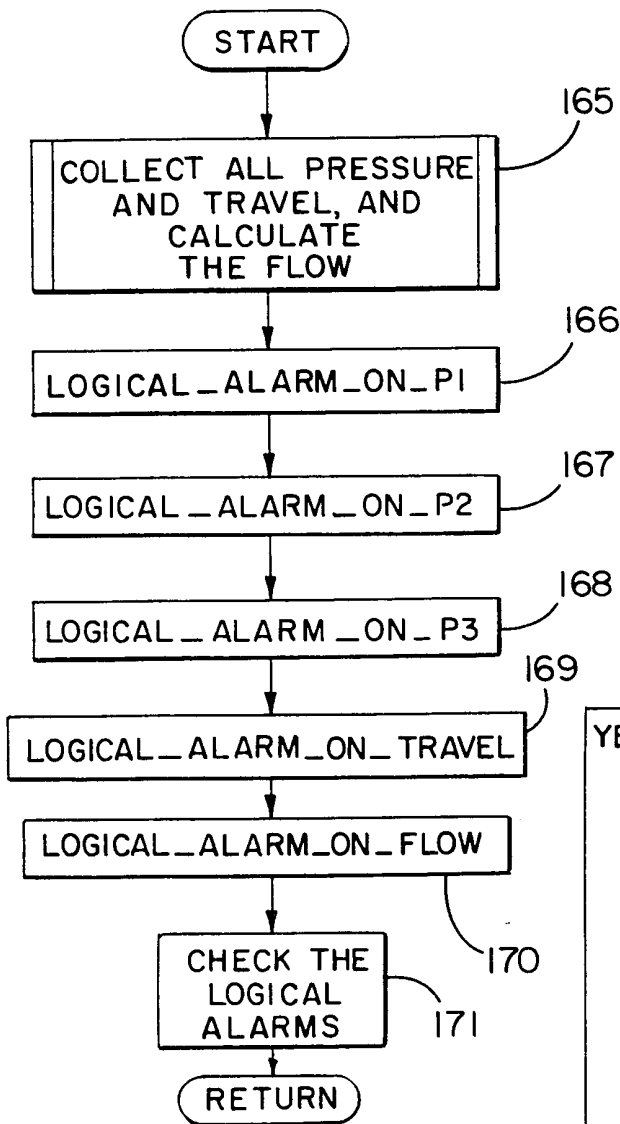 START
165
COLLECT ALL PRESSURE
AND TRAVEL, AND
CALCULATE
THE FLOW
166
LOGICAL_ALARM_ON_P1
167
LOGICAL_ALARM_ON_P2
168
LOGICAL_ALARM_ON_P3
169
LOGICAL_ALARM_ON_TRAVEL
LOGICAL_ALARM_ON_FLOW
170
CHECK THE
LOGICAL
ALARMS
171
RETURN